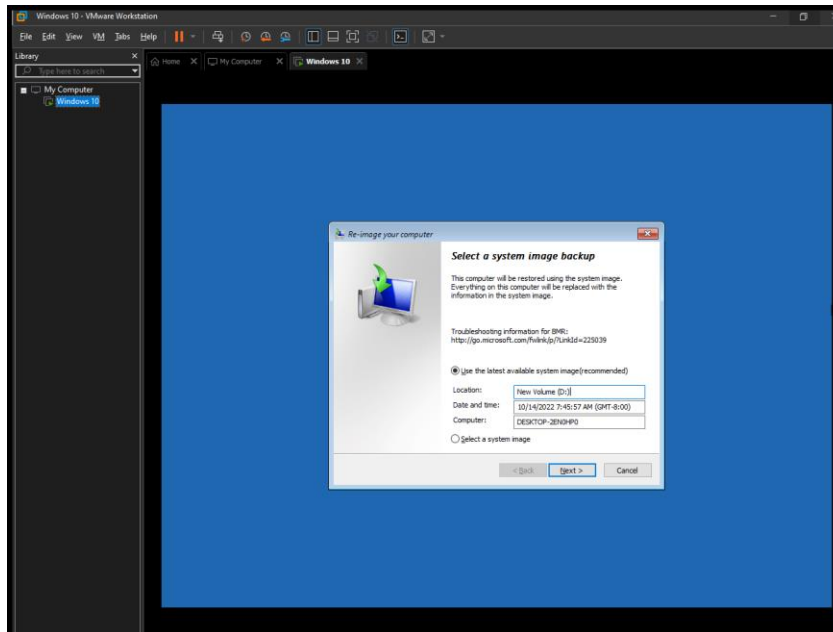 Windows 10 - VMware Workstation
File Edit View VM Tabs Help
Library
Type here to search
Home My Computer Windows 10
My Computer
Windows 10
Re-image your computer
Select a system image backup
This computer will be restored using the system image.
Everything on this computer will be replaced with the
information in the system image.
Troubleshooting information for BMR:
http://go.microsoft.com/fwlink/p/?LinkId=225039
Use the latest available system image(recommended)
Location: New Volume (D:)
Date and time: 10/14/2022 7:45:57 AM (GMT-8:00)
Computer:
Select a system image
< Back Next > Cancel